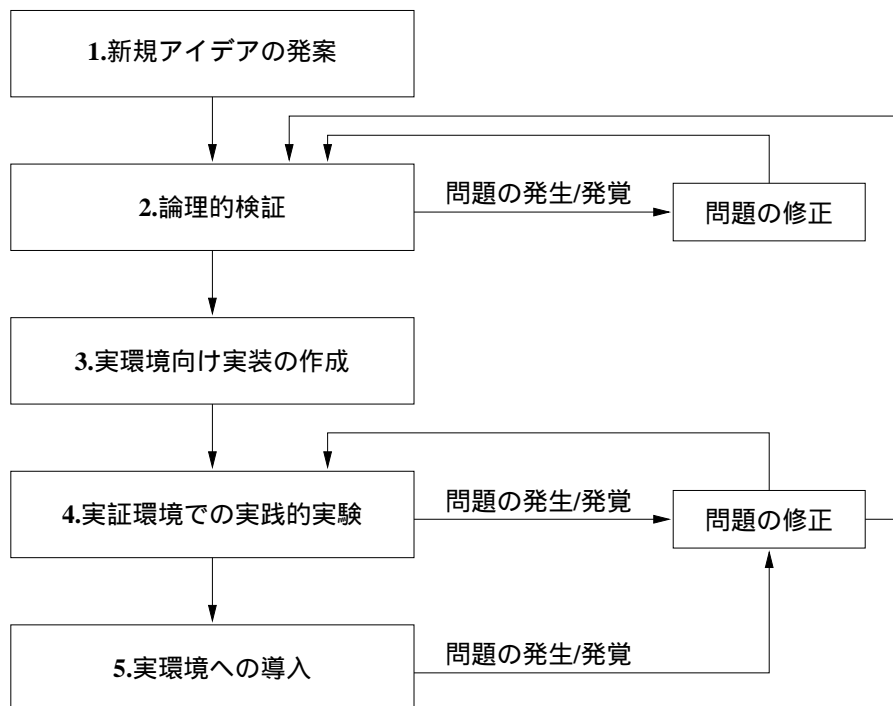 1.新規アイデアの発案
2.論理的検証
問題の発生/発覚
問題の修正
3.実環境向け実装の作成
4.実証環境での実践的実験
問題の発生/発覚
問題の修正
5.実環境への導入
問題の発生/発覚